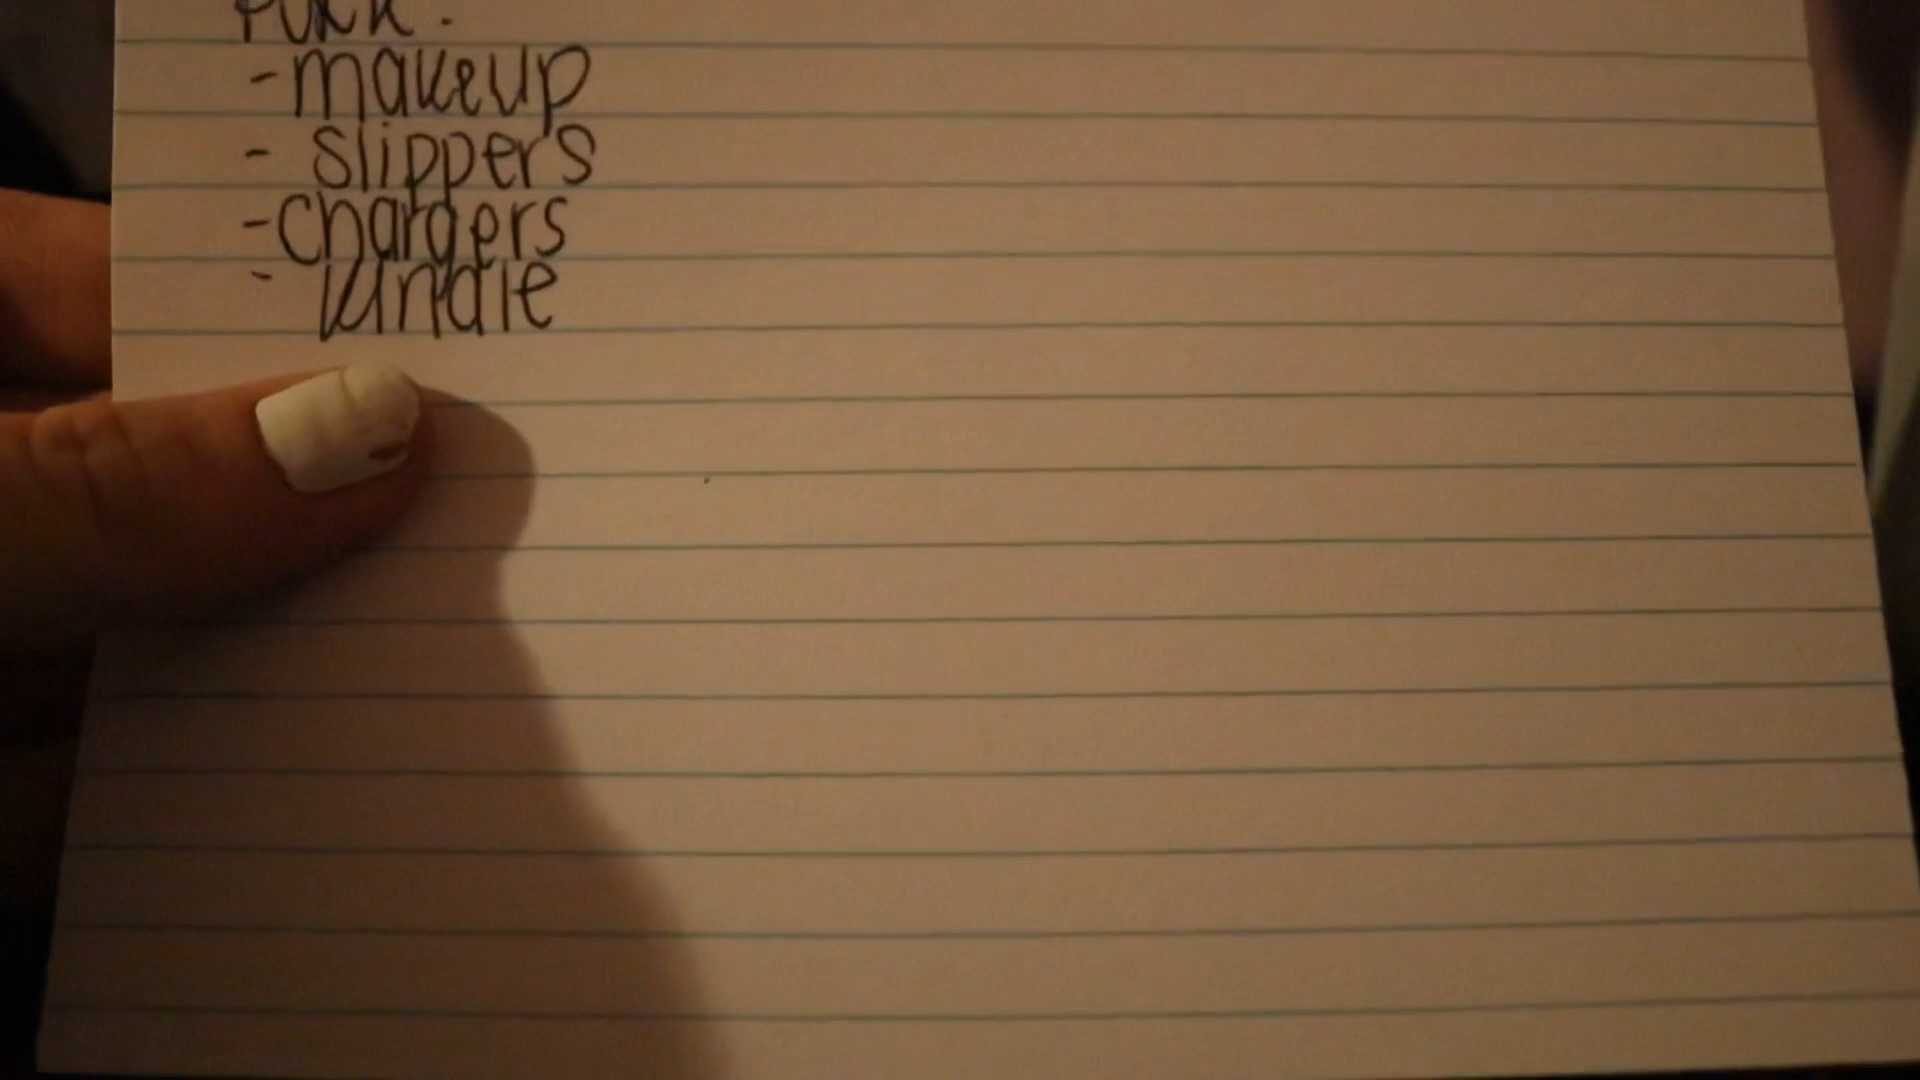 - makeup
- slippers
- chargers
- kindle